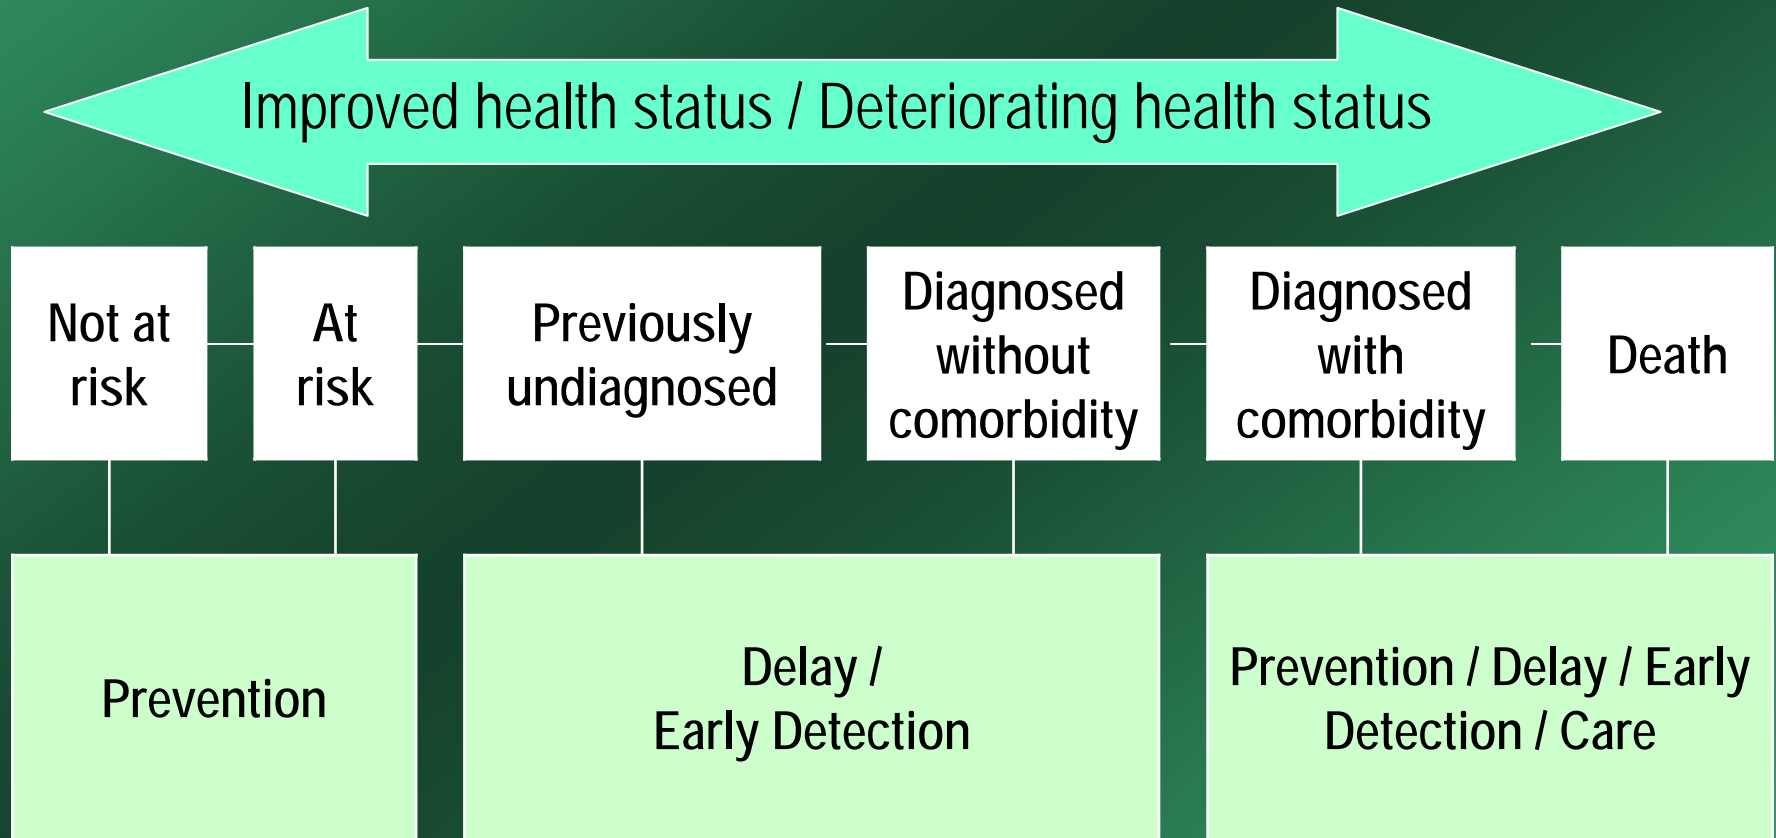 Improved health status / Deteriorating health status
Not at
risk
At
risk
Previously
undiagnosed
Diagnosed
without
comorbidity
Diagnosed
with
comorbidity
Death
Prevention
Delay /
Early Detection
Prevention / Delay / Early
Detection / Care